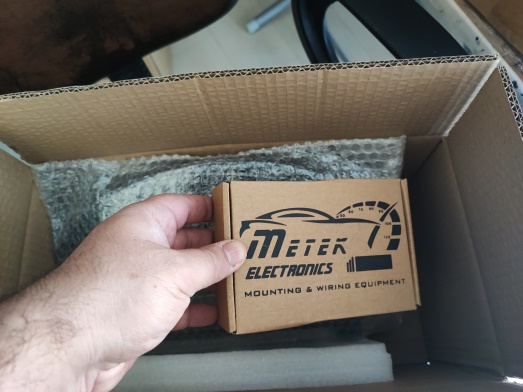 METEK
ELECTRONICS
MOUNTING & WIRING EQUIPMENT